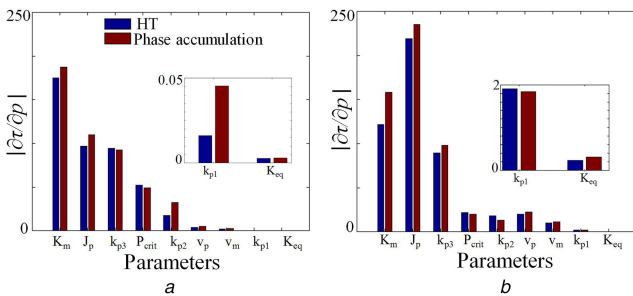 250
HT
Phase accumulation
|∂τ/∂p|
0
0.05
0
k_p1 K_eq
K_m J_p k_p3 P_crit k_p2 v_p v_m k_p1 K_eq
Parameters
a
250
|∂τ/∂p|
0
2
0
k_p1 K_eq
K_m J_p k_p3 P_crit k_p2 v_p v_m k_p1 K_eq
Parameters
b